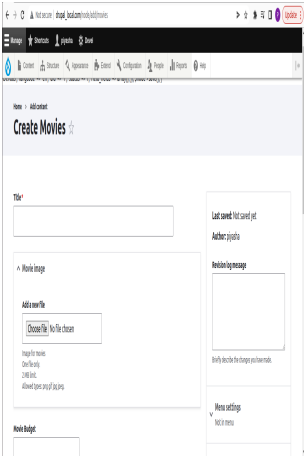 Not secure | drupal_local.com/node/add/movies
Update
Manage Shortcuts piyasha Devel
Content Structure Appearance Extend Configuration People Reports Help
Home > Add content
Create Movies ☆
Title*
Last saved: Not saved yet
Author: piyasha
Movie image
Revision log message
Add a new file
Choose file No file chosen
Image for movies
One file only.
2 MB limit.
Allowed types: png gif jpg jpeg.
Briefly describe the changes you have made.
Menu settings
Not in menu
Movie Budget